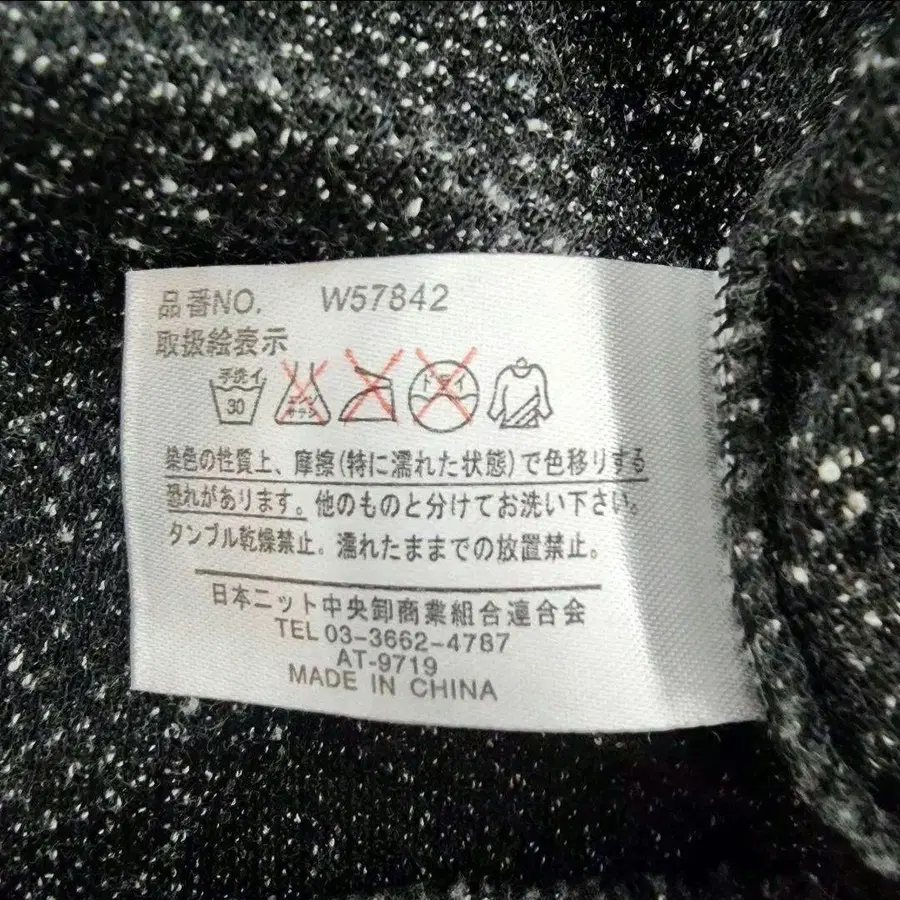 品番NO. W57842
取扱絵表示
手洗イ 30 エンソサラシ ドライ
染色の性質上、摩擦(特に濡れた状態)で色移りする
恐れがあります。他のものと分けてお洗い下さい。
タンブル乾燥禁止。濡れたままでの放置禁止。
日本ニット中央卸商業組合連合会
TEL 03-3662-4787
AT-9719
MADE IN CHINA